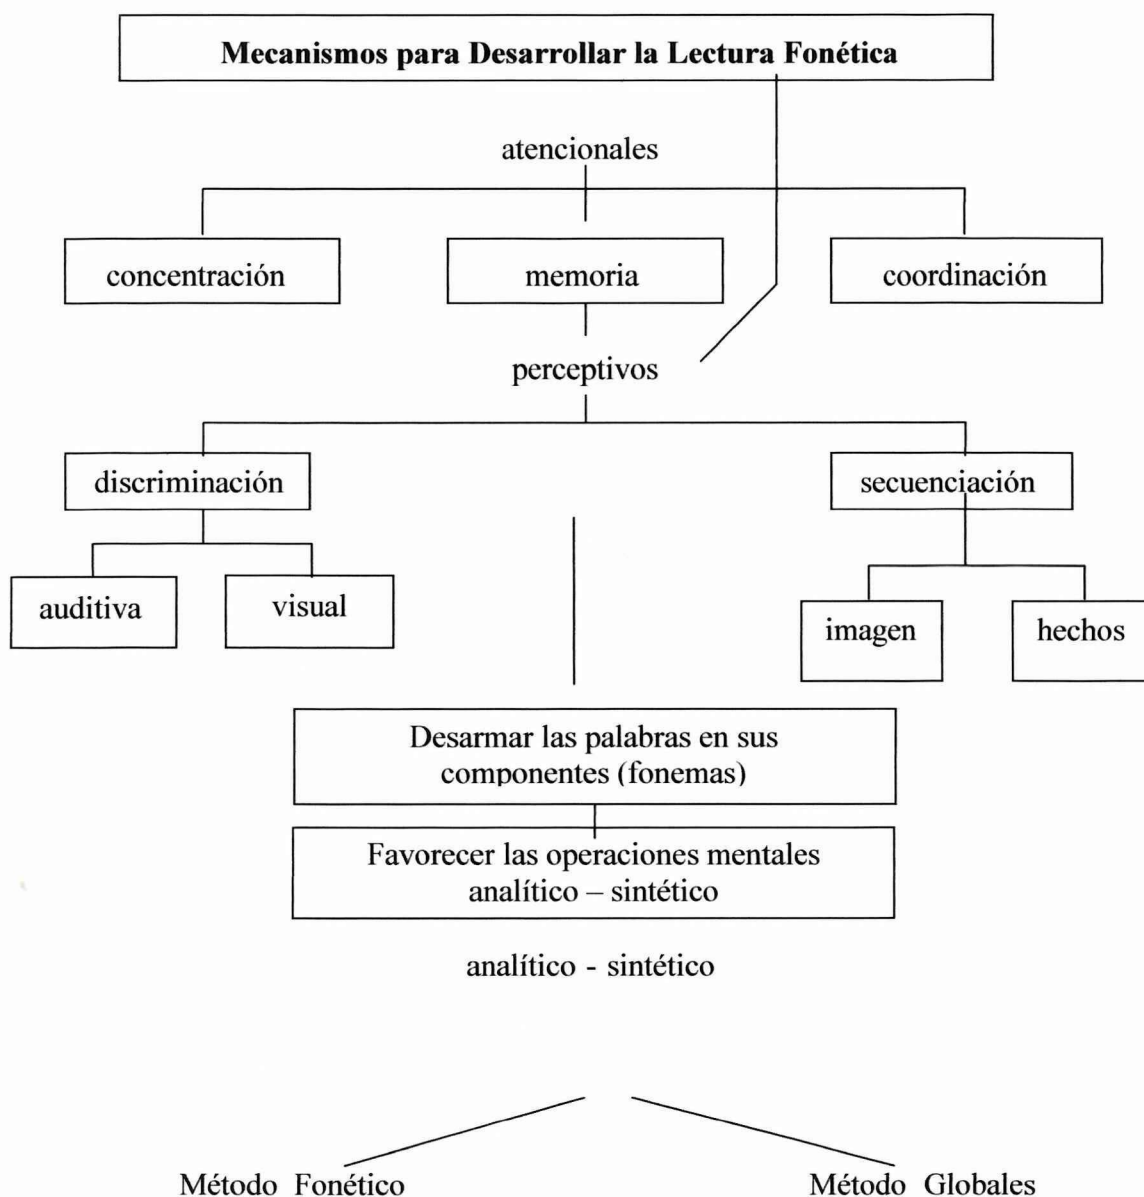 Mecanismos para Desarrollar la Lectura Fonética
atencionales
concentración
memoria
coordinación
perceptivos
discriminación
secuenciación
auditiva
visual
imagen
hechos
Desarmar las palabras en sus
componentes (fonemas)
Favorecer las operaciones mentales
analítico – sintético
analítico - sintético
Método Fonético
Método Globales